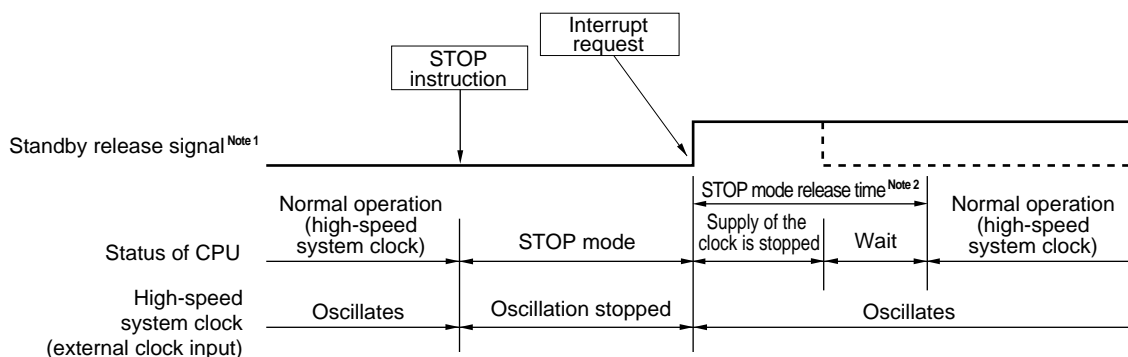 Interrupt
request
STOP
instruction
Standby release signal Note 1
STOP mode release time Note 2
Normal operation
(high-speed
system clock)
Supply of the
clock is stopped
Normal operation
(high-speed
system clock)
Status of CPU
STOP mode
Wait
High-speed
system clock
(external clock input)
Oscillates
Oscillation stopped
Oscillates